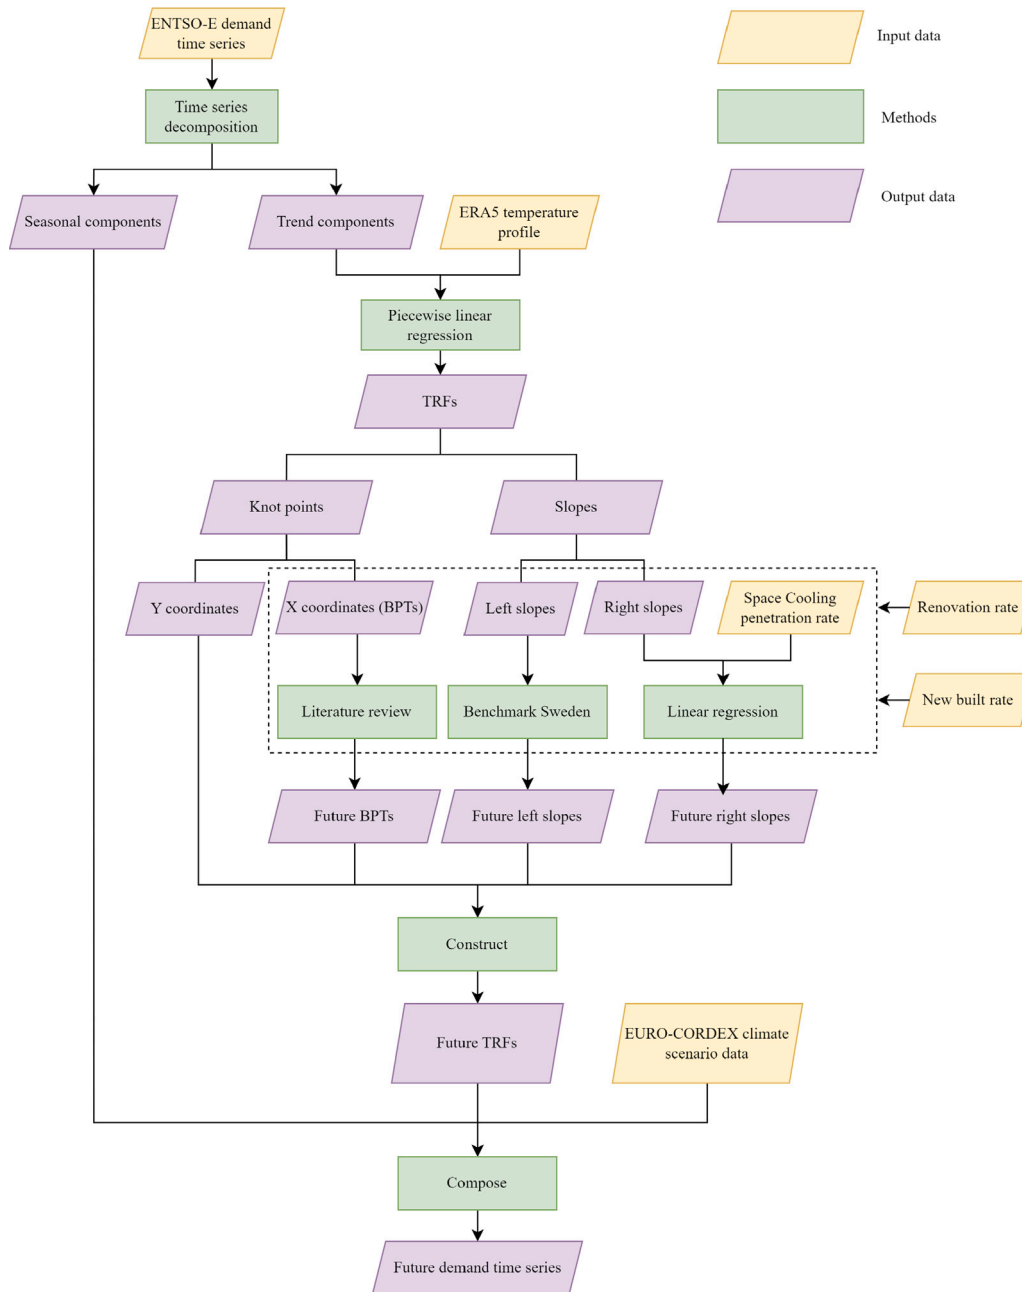 ENTSO-E demand
time series
Input data
Time series
decomposition
Methods
Seasonal components
Trend components
ERA5 temperature
profile
Output data
Piecewise linear
regression
TRFs
Knot points
Slopes
Y coordinates
X coordinates (BPTs)
Left slopes
Right slopes
Space Cooling
penetration rate
Renovation rate
Literature review
Benchmark Sweden
Linear regression
New built rate
Future BPTs
Future left slopes
Future right slopes
Construct
Future TRFs
EURO-CORDEX climate
scenario data
Compose
Future demand time series